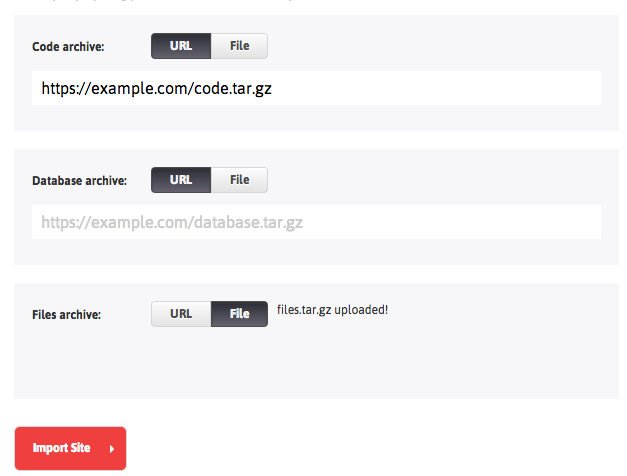 Code archive: URL File
https://example.com/code.tar.gz
Database archive: URL File
https://example.com/database.tar.gz
Files archive: URL File files.tar.gz uploaded!
Import Site